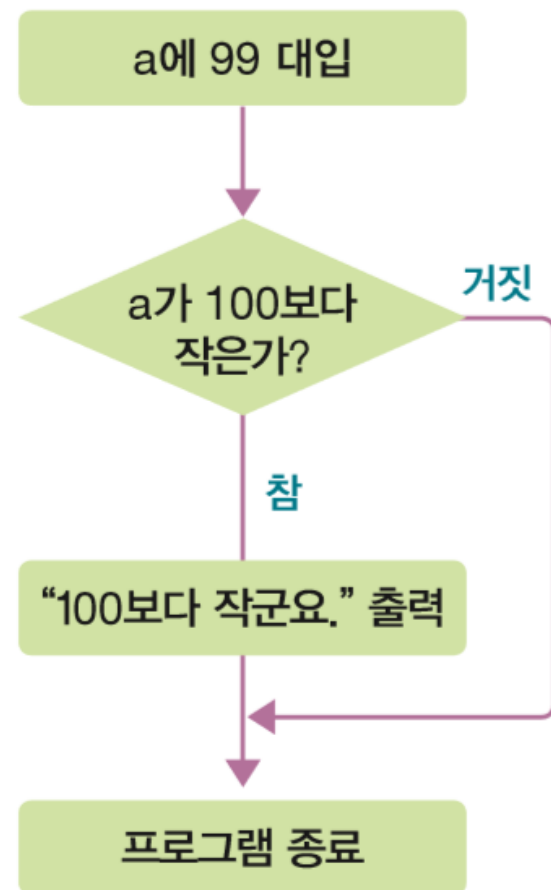 a에 99 대입
a가 100보다
작은가?
거짓
참
“100보다 작군요.” 출력
프로그램 종료